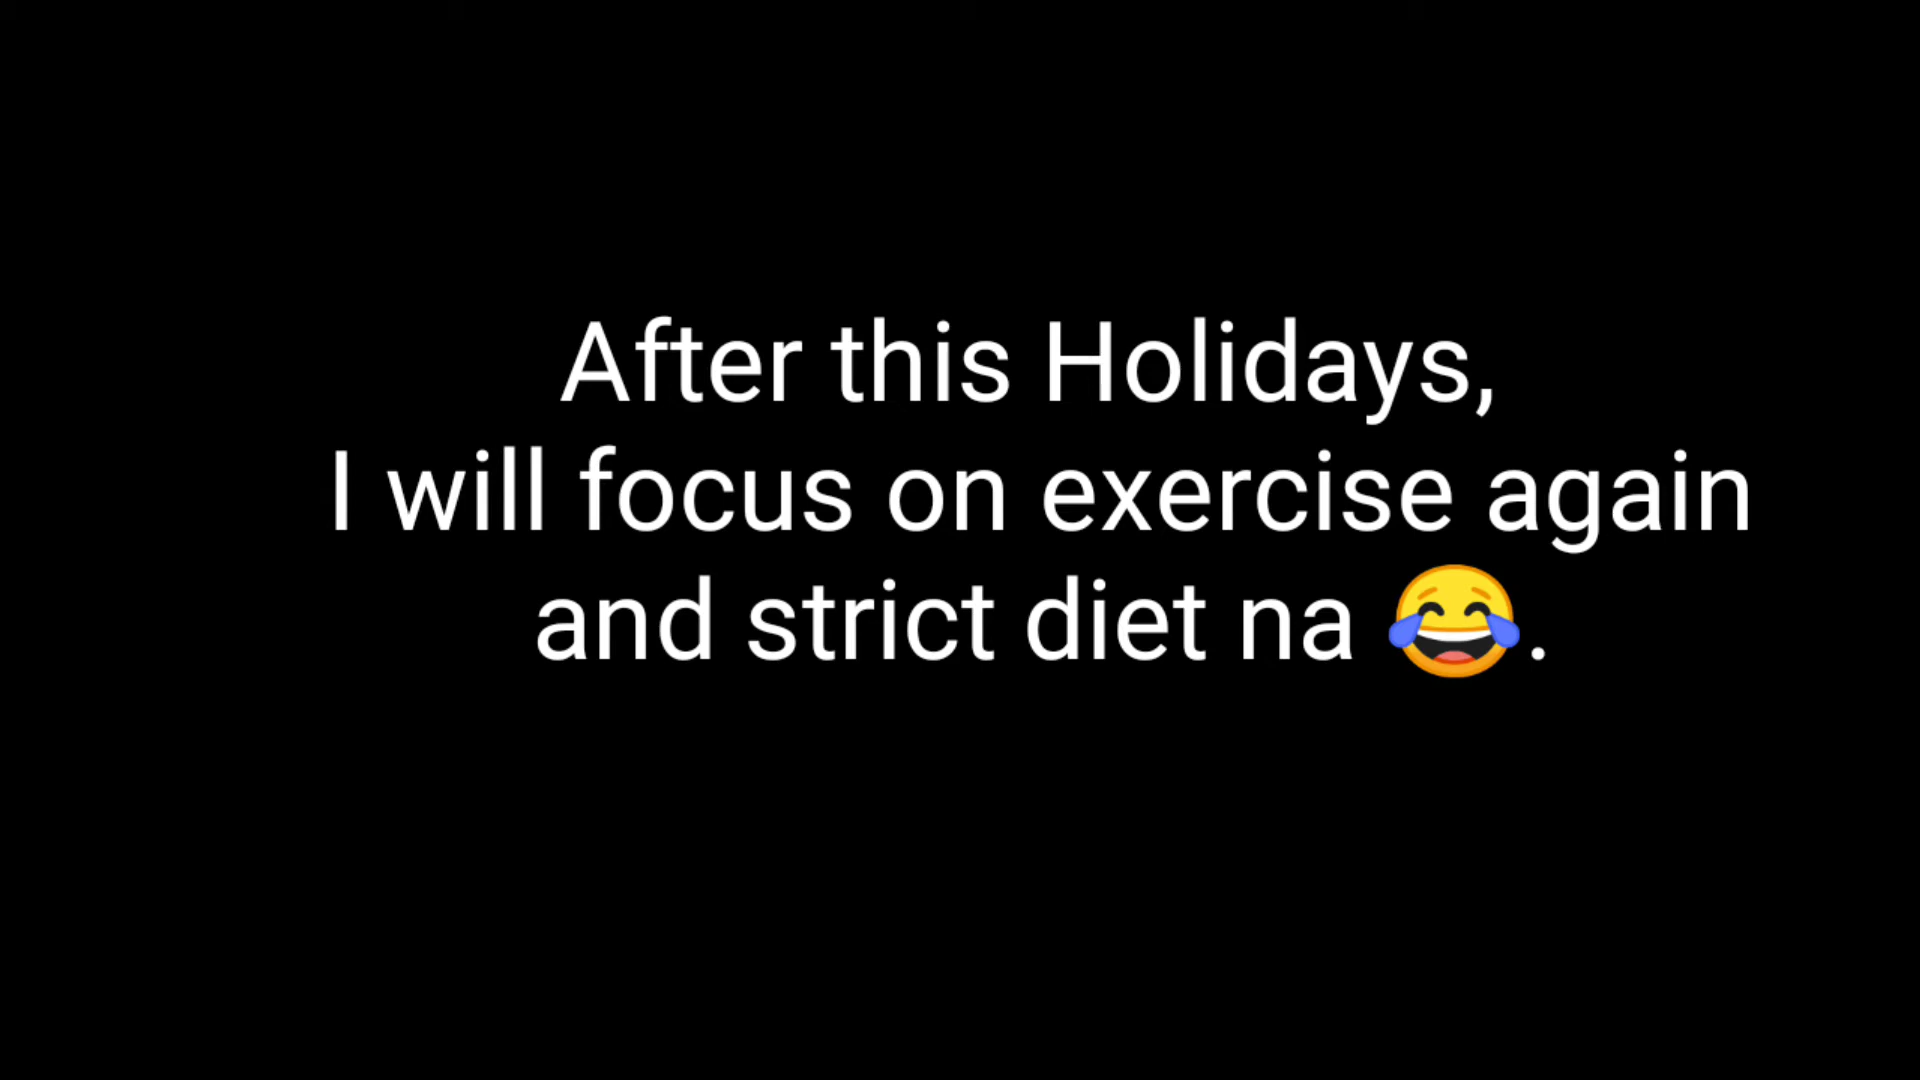 After this Holidays,
I will focus on exercise again
and strict diet na 😂.